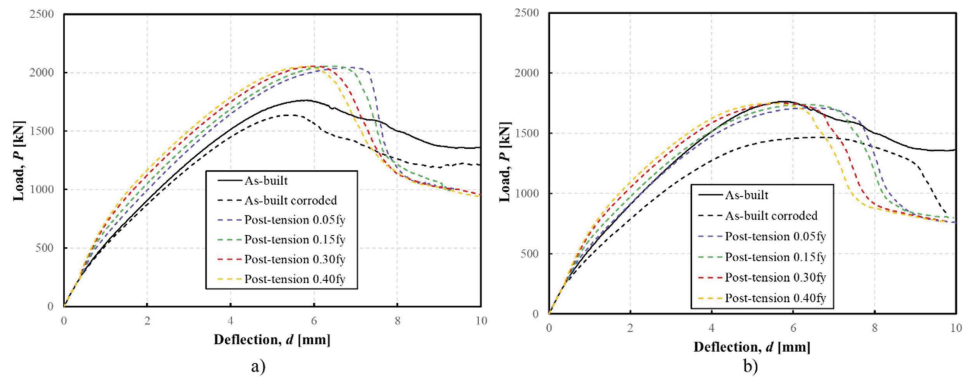 2500
2000
1500
1000
500
0
Load, P [kN]
As-built
As-built corroded
Post-tension 0.05fy
Post-tension 0.15fy
Post-tension 0.30fy
Post-tension 0.40fy
0 2 4 6 8 10
Deflection, d [mm]
a)
2500
2000
1500
1000
500
0
Load, P [kN]
As-built
As-built corroded
Post-tension 0.05fy
Post-tension 0.15fy
Post-tension 0.30fy
Post-tension 0.40fy
0 2 4 6 8 10
Deflection, d [mm]
b)